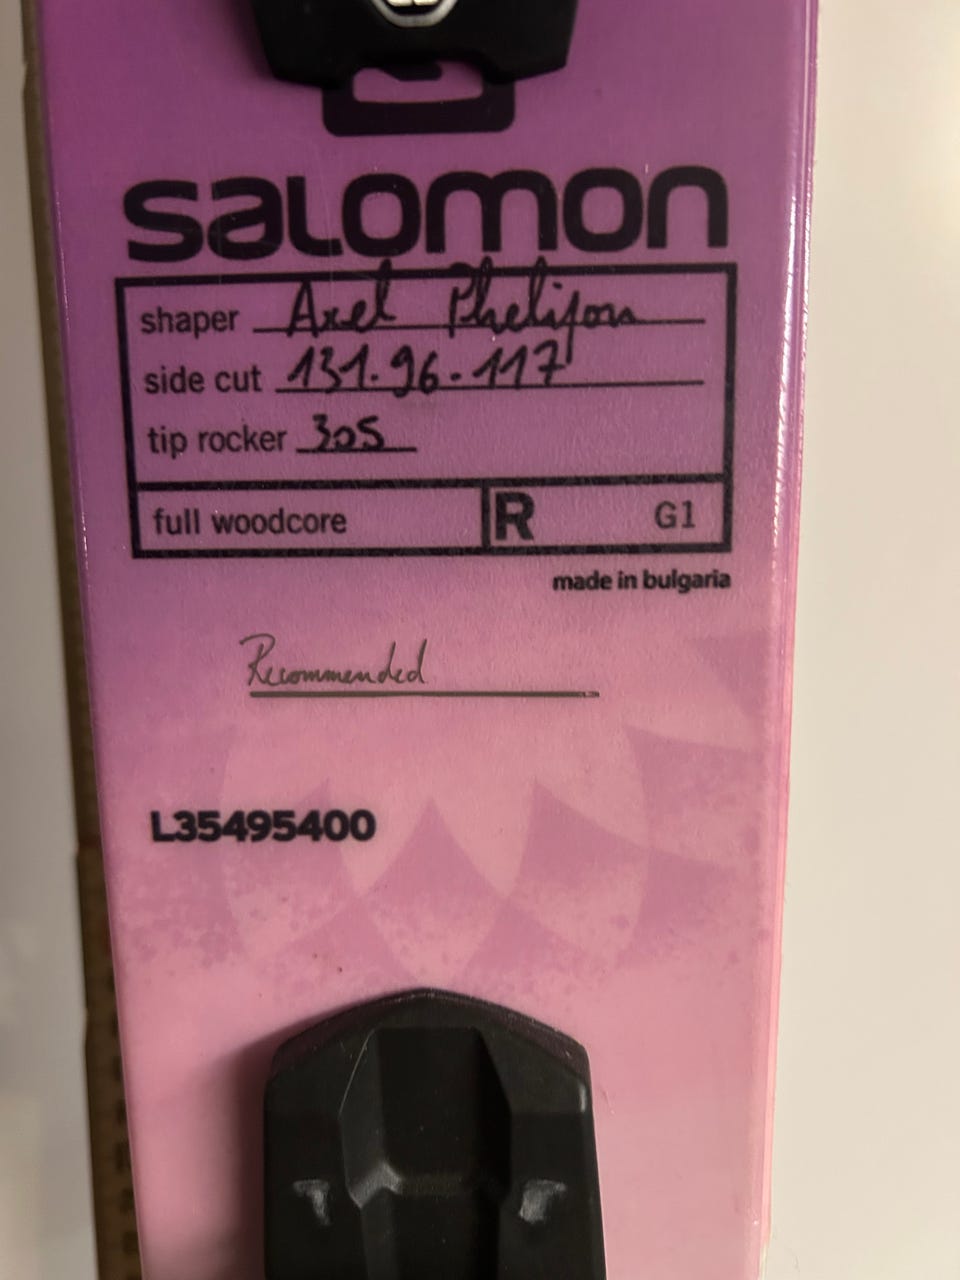 salomon
shaper Axel Phelijon
side cut 131.96.117
tip rocker 305
full woodcore R G1
made in bulgaria
Recommended
L35495400